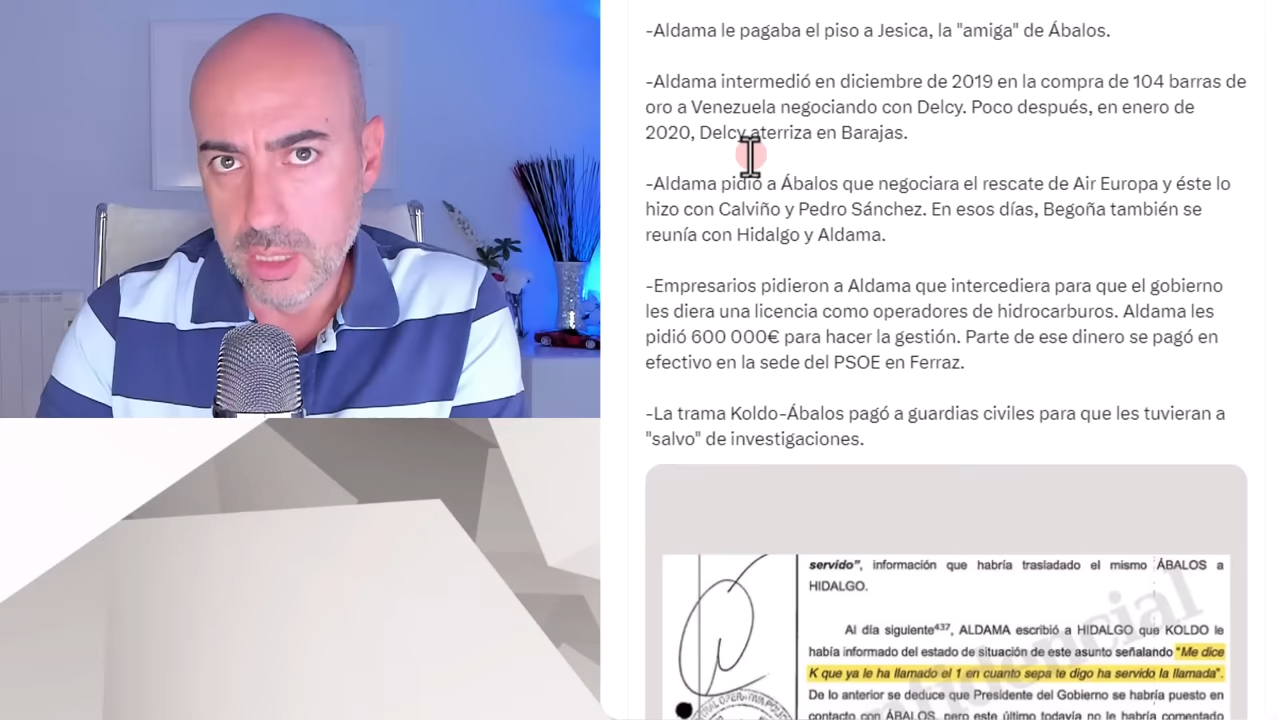 -Aldama le pagaba el piso a Jesica, la "amiga" de Ábalos.
-Aldama intermedió en diciembre de 2019 en la compra de 104 barras de
oro a Venezuela negociando con Delcy. Poco después, en enero de
2020, Delcy aterriza en Barajas.
-Aldama pidió a Ábalos que negociara el rescate de Air Europa y éste lo
hizo con Calviño y Pedro Sánchez. En esos días, Begoña también se
reunía con Hidalgo y Aldama.
-Empresarios pidieron a Aldama que intercediera para que el gobierno
les diera una licencia como operadores de hidrocarburos. Aldama les
pidió 600 000€ para hacer la gestión. Parte de ese dinero se pagó en
efectivo en la sede del PSOE en Ferraz.
-La trama Koldo-Ábalos pagó a guardias civiles para que les tuvieran a
"salvo" de investigaciones.
servido", información que habría trasladado el mismo ÁBALOS a
HIDALGO.
Al día siguiente⁴³⁷, ALDAMA escribió a HIDALGO que KOLDO le
había informado del estado de situación de este asunto señalando "Me dice
K que ya le ha llamado el 1 en cuanto sepa te digo ha servido la llamada".
De lo anterior se deduce que Presidente del Gobierno se habría puesto en
contacto con ÁBALOS, pero este último todavía no le habría comentado